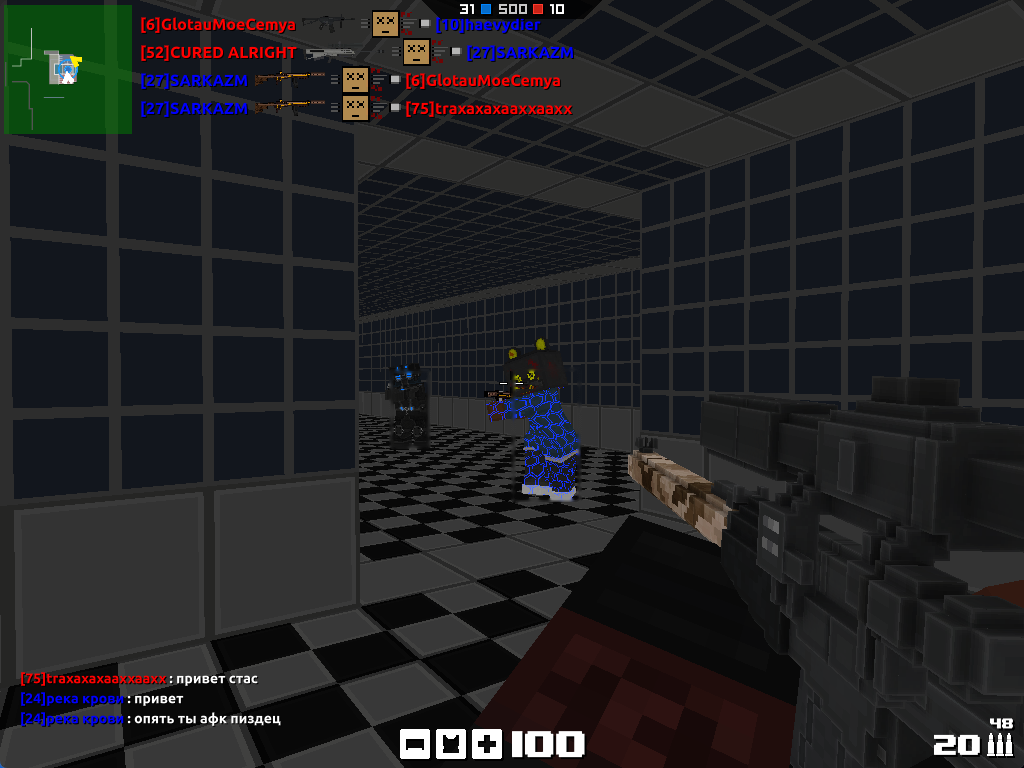 31 500 10
[6]GlotauMoeCemya [10]haevydler
[52]CURED ALRIGHT [27]SARKAZM
[27]SARKAZM [6]GlotauMoeCemya
[27]SARKAZM [75]traxaxaxaaxxaaxx
[75]traxaxaxaaxxaaxx : привет стас
[24]река крови : привет
[24]река крови : опять ты афк пиздец
48
100 20